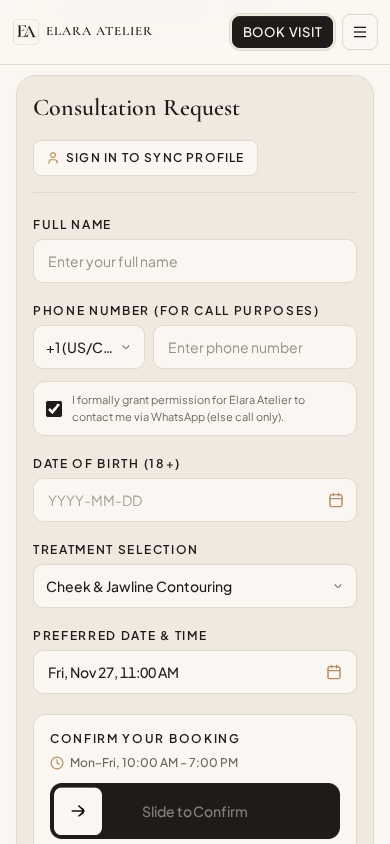 EA ELARA ATELIER BOOK VISIT
Consultation Request
SIGN IN TO SYNC PROFILE
FULL NAME
Enter your full name
PHONE NUMBER (FOR CALL PURPOSES)
+1 (US/C... Enter phone number
I formally grant permission for Elara Atelier to
contact me via WhatsApp (else call only).
DATE OF BIRTH (18+)
YYYY-MM-DD
TREATMENT SELECTION
Cheek & Jawline Contouring
PREFERRED DATE & TIME
Fri, Nov 27, 11:00 AM
CONFIRM YOUR BOOKING
Mon–Fri, 10:00 AM – 7:00 PM
Slide to Confirm